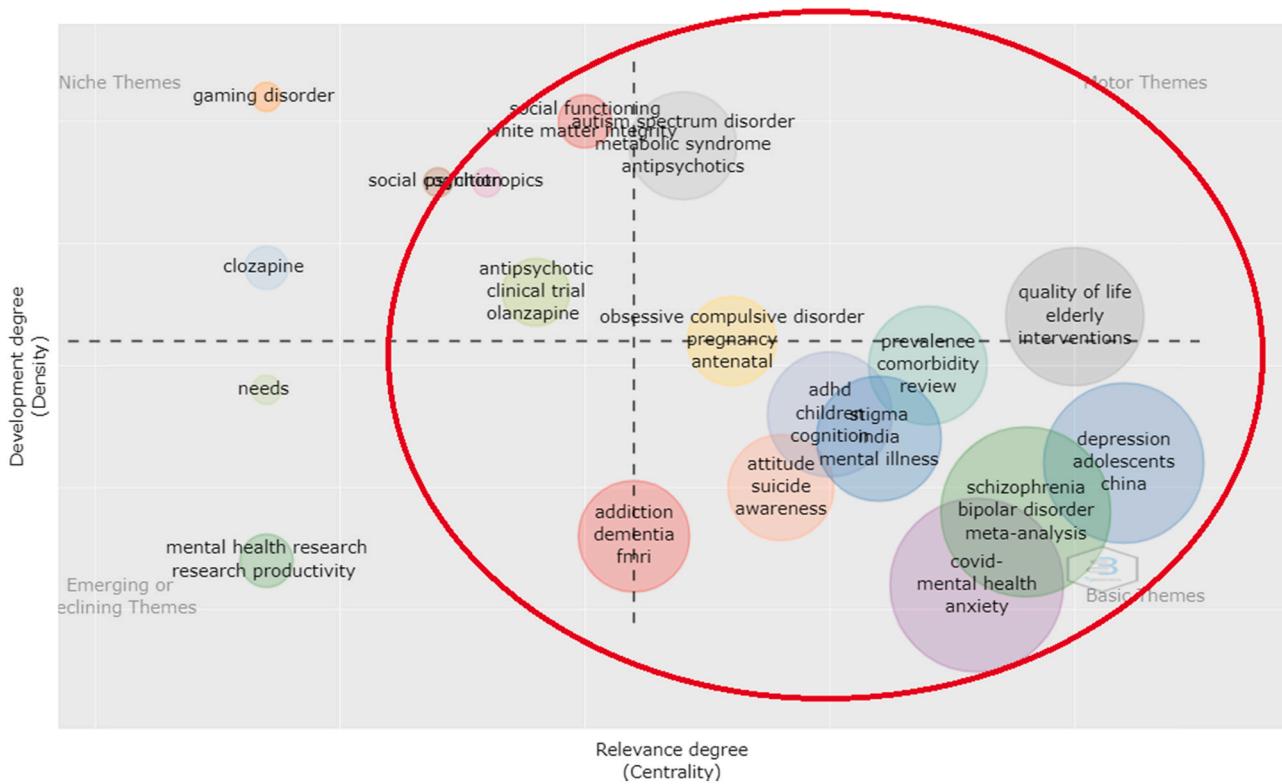 Niche Themes
Motor Themes
gaming disorder
social functioning
white matter integrity
autism spectrum disorder
metabolic syndrome
antipsychotics
social
psychotropics
clozapine
antipsychotic
clinical trial
olanzapine
quality of life
elderly
interventions
obsessive compulsive disorder
pregnancy
antenatal
prevalence
comorbidity
review
needs
adhd
children
cognition
stigma
india
mental illness
depression
adolescents
china
attitude
suicide
awareness
schizophrenia
bipolar disorder
meta-analysis
addiction
dementia
fmri
mental health research
research productivity
covid-
mental health
anxiety
Emerging or
eclining Themes
Basic Themes
Development degree
(Density)
Relevance degree
(Centrality)